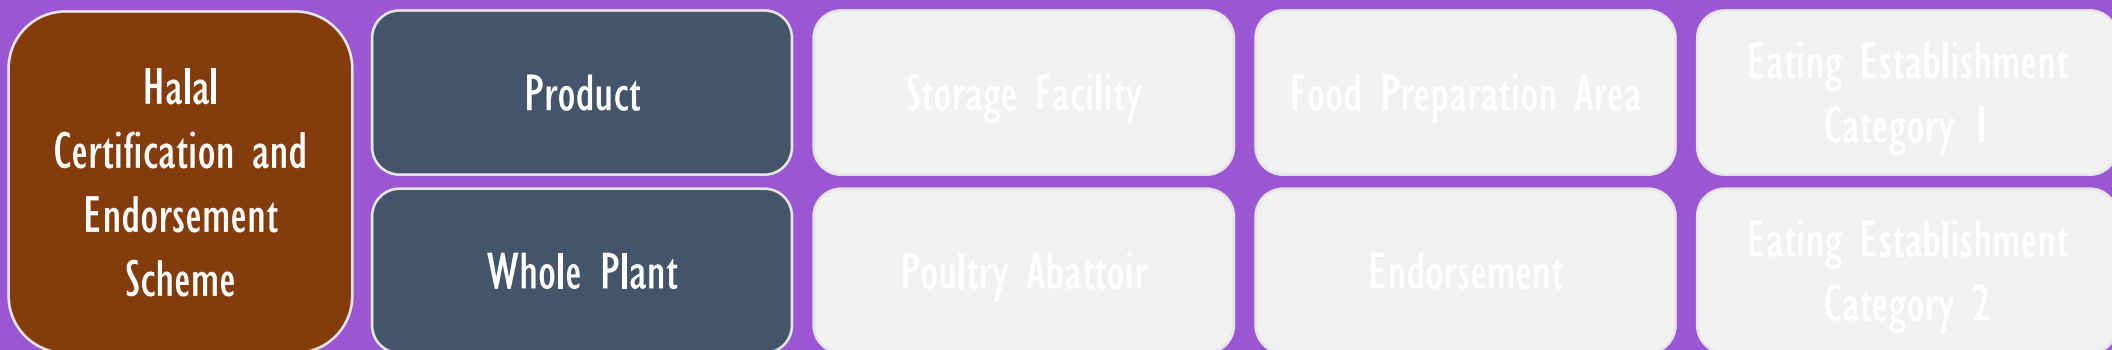 Halal
Certification and
Endorsement
Scheme
Product
Storage Facility
Food Preparation Area
Eating Establishment
Category 1
Whole Plant
Poultry Abattoir
Endorsement
Eating Establishment
Category 2